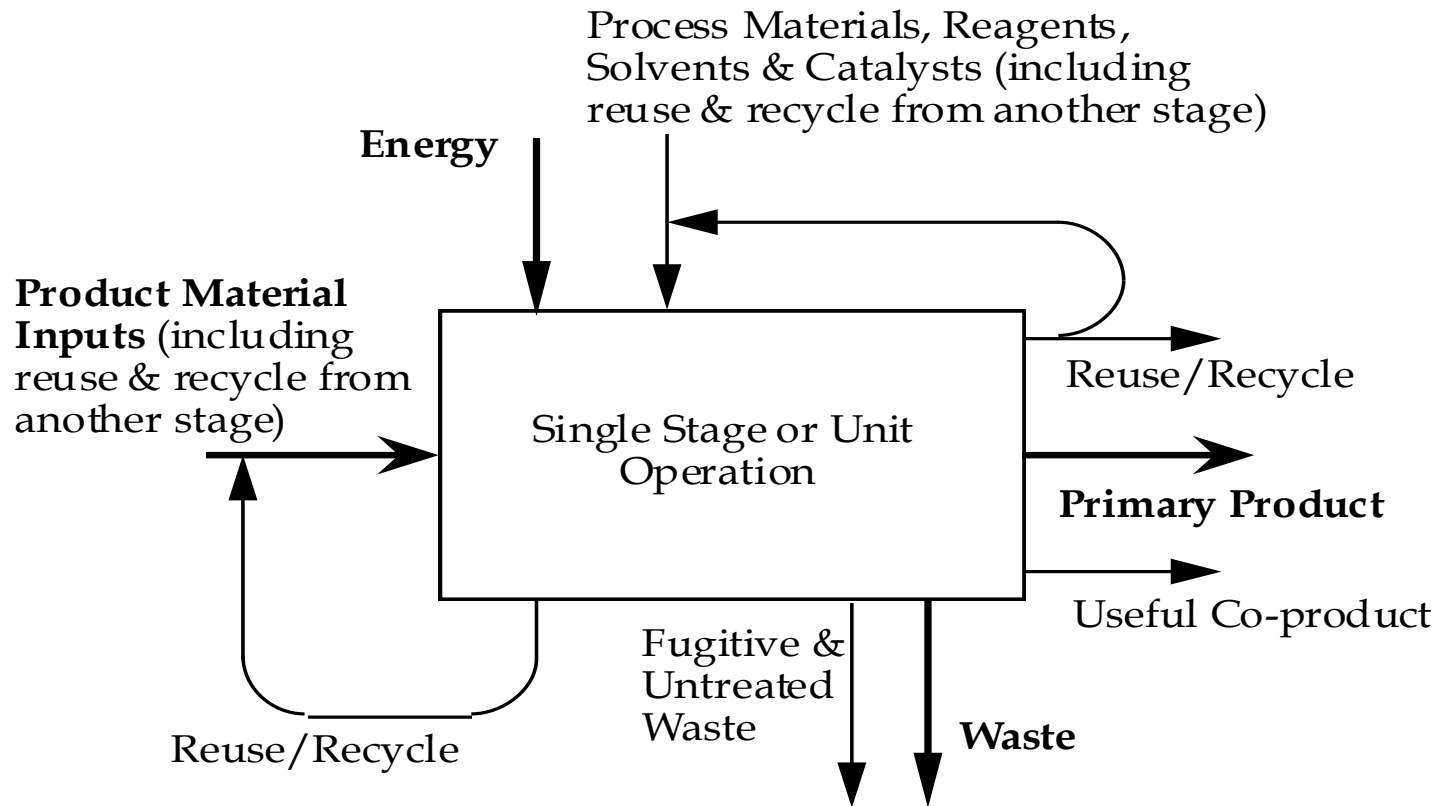 Process Materials, Reagents,
Solvents & Catalysts (including
reuse & recycle from another stage)
Energy
Product Material
Inputs (including
reuse & recycle from
another stage)
Reuse/Recycle
Single Stage or Unit
Operation
Primary Product
Useful Co-product
Fugitive &
Untreated
Waste
Waste
Reuse/Recycle